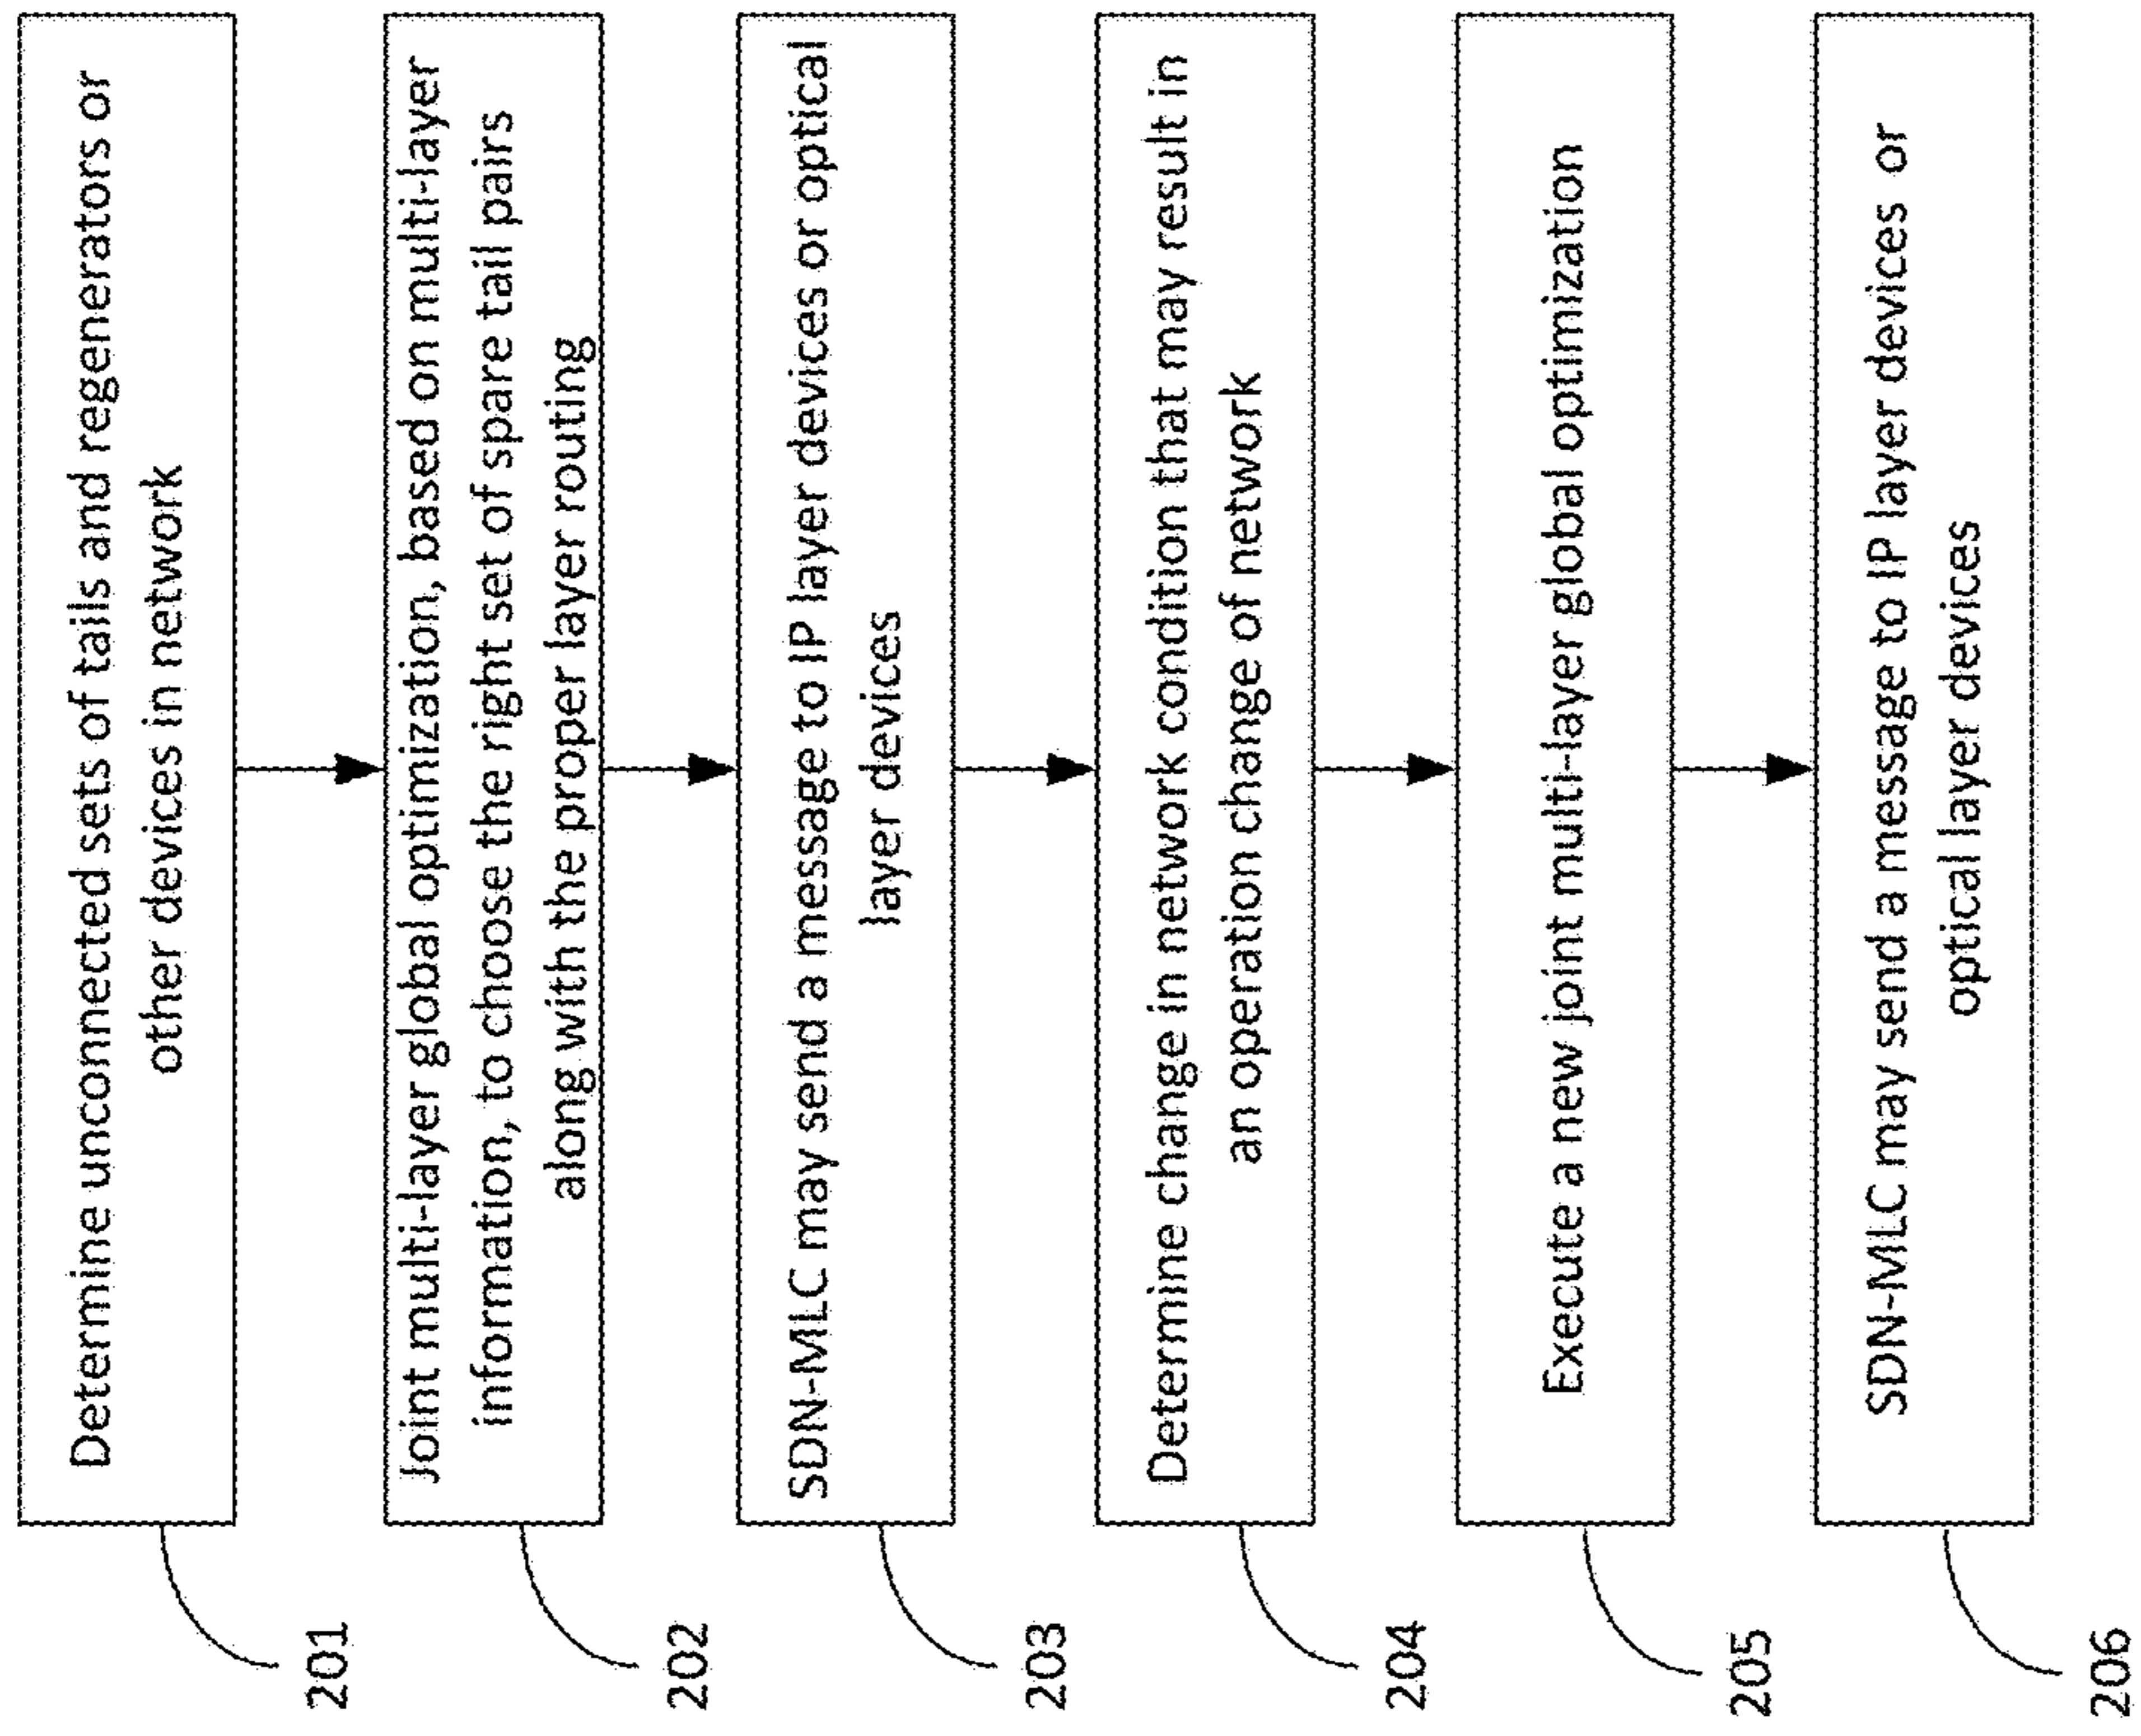 Determine unconnected sets of tails and regenerators or
other devices in network
201
Joint multi-layer global optimization, based on multi-layer
information, to choose the right set of spare tail pairs
along with the proper layer routing
202
SDN-MLC may send a message to IP layer devices or optical
layer devices
203
Determine change in network condition that may result in
an operation change of network
204
Execute a new joint multi-layer global optimization
205
SDN-MLC may send a message to IP layer devices or
optical layer devices
206